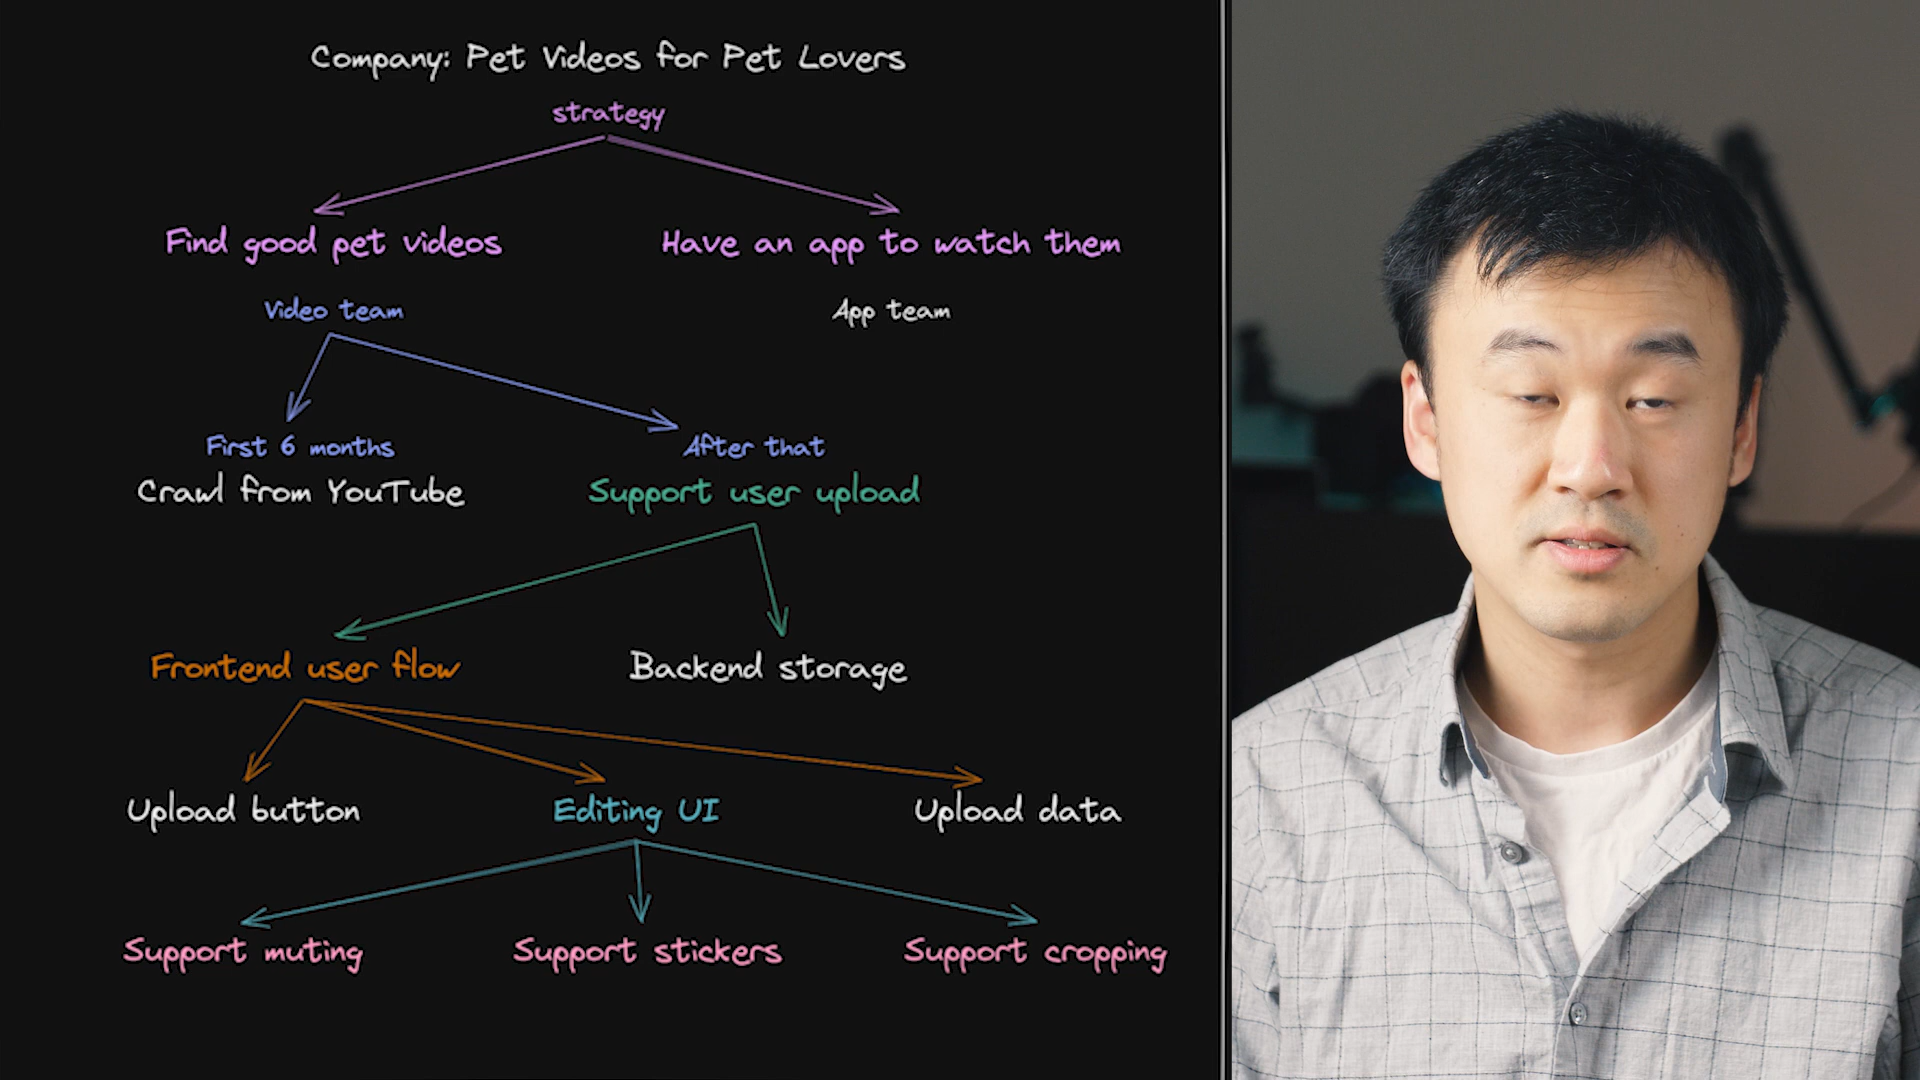 Company: Pet Videos for Pet Lovers
strategy
Find good pet videos
Have an app to watch them
Video team
App team
First 6 months
After that
Crawl from YouTube
Support user upload
Frontend user flow
Backend storage
Upload button
Editing UI
Upload data
Support muting
Support stickers
Support cropping